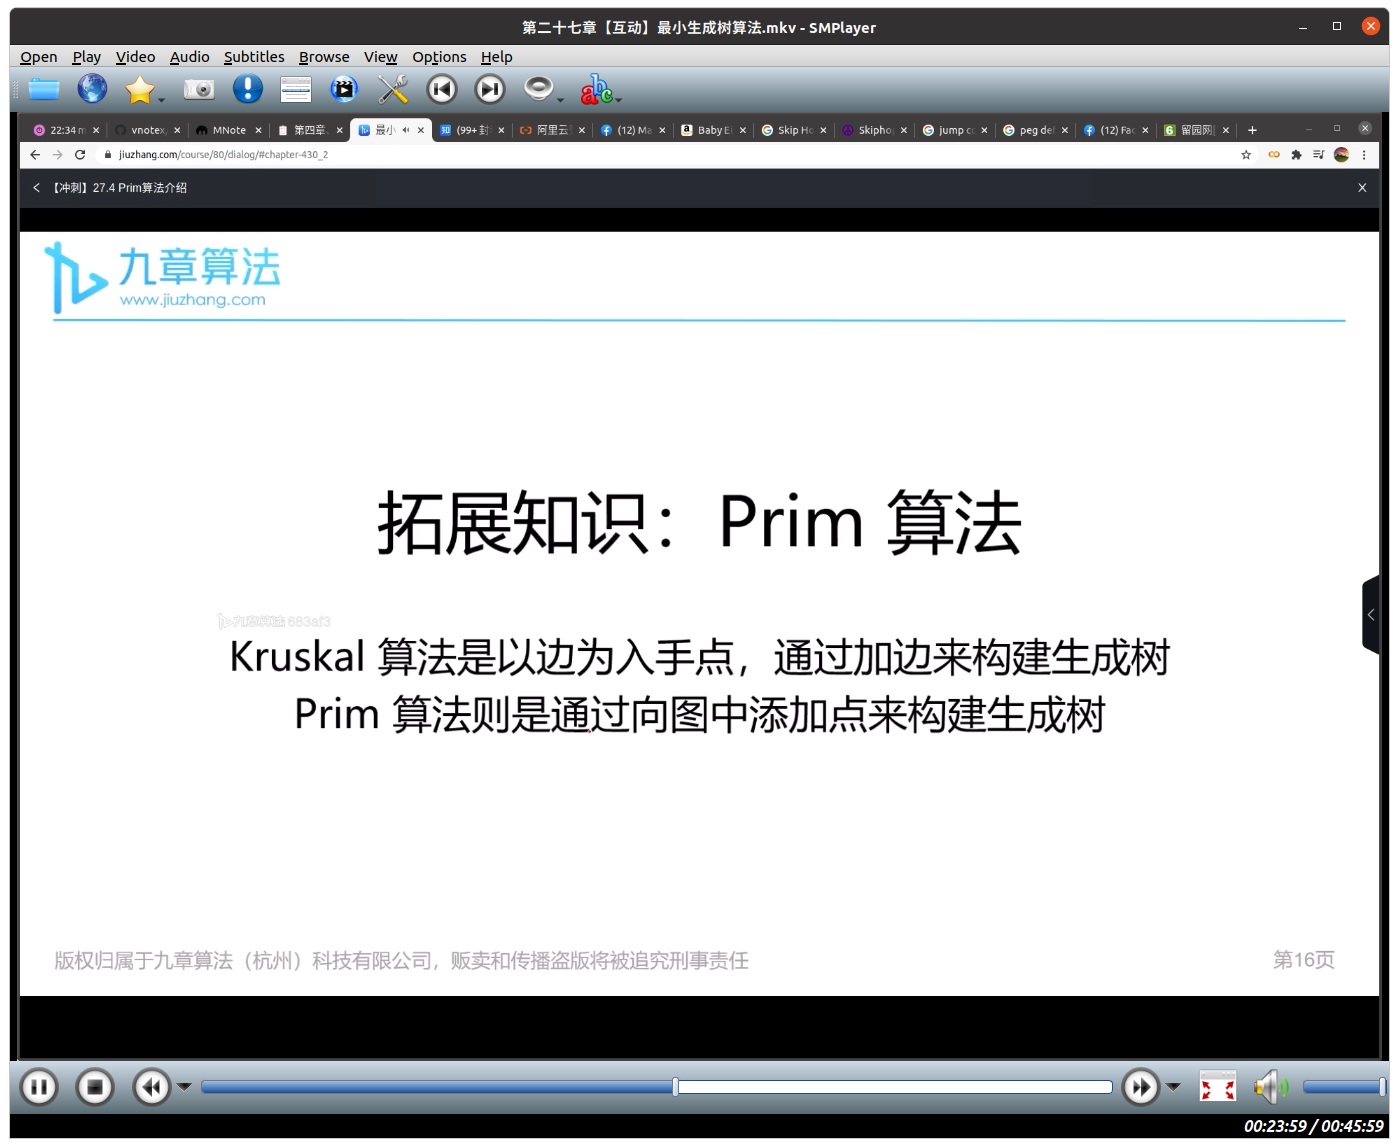 第二十七章【互动】最小生成树算法.mkv - SMPlayer
Open Play Video Audio Subtitles Browse View Options Help
22:34 m vnotex, MNote 第四章、 最小 (99+ 封 阿里云 (12) Ma Baby Ei Skip Ho Skipho jump co peg def (12) Fac 留园网
jiuzhang.com/course/80/dialog/#chapter-430_2
【冲刺】27.4 Prim算法介绍
九章算法
www.jiuzhang.com
拓展知识：Prim 算法
九章算法 683af3
Kruskal 算法是以边为入手点，通过加边来构建生成树
Prim 算法则是通过向图中添加点来构建生成树
版权归属于九章算法（杭州）科技有限公司，贩卖和传播盗版将被追究刑事责任
第16页
00:23:59 / 00:45:59